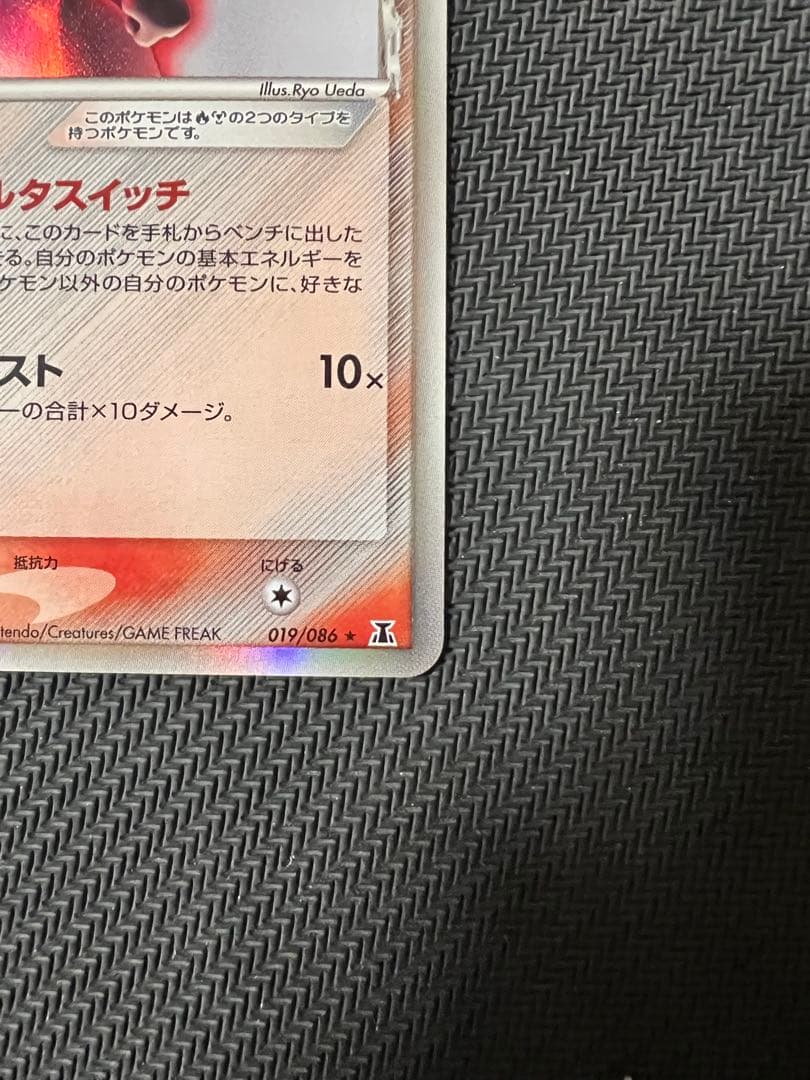 Illus.Ryo Ueda
このポケモンは の2つのタイプを
持つポケモンです。
ルタスイッチ
に、このカードを手札からベンチに出した
る。自分のポケモンの基本エネルギーを
ケモン以外の自分のポケモンに、好きな
スト 10×
ーの合計×10ダメージ。
抵抗力 にげる
tendo/Creatures/GAME FREAK 019/086 ★